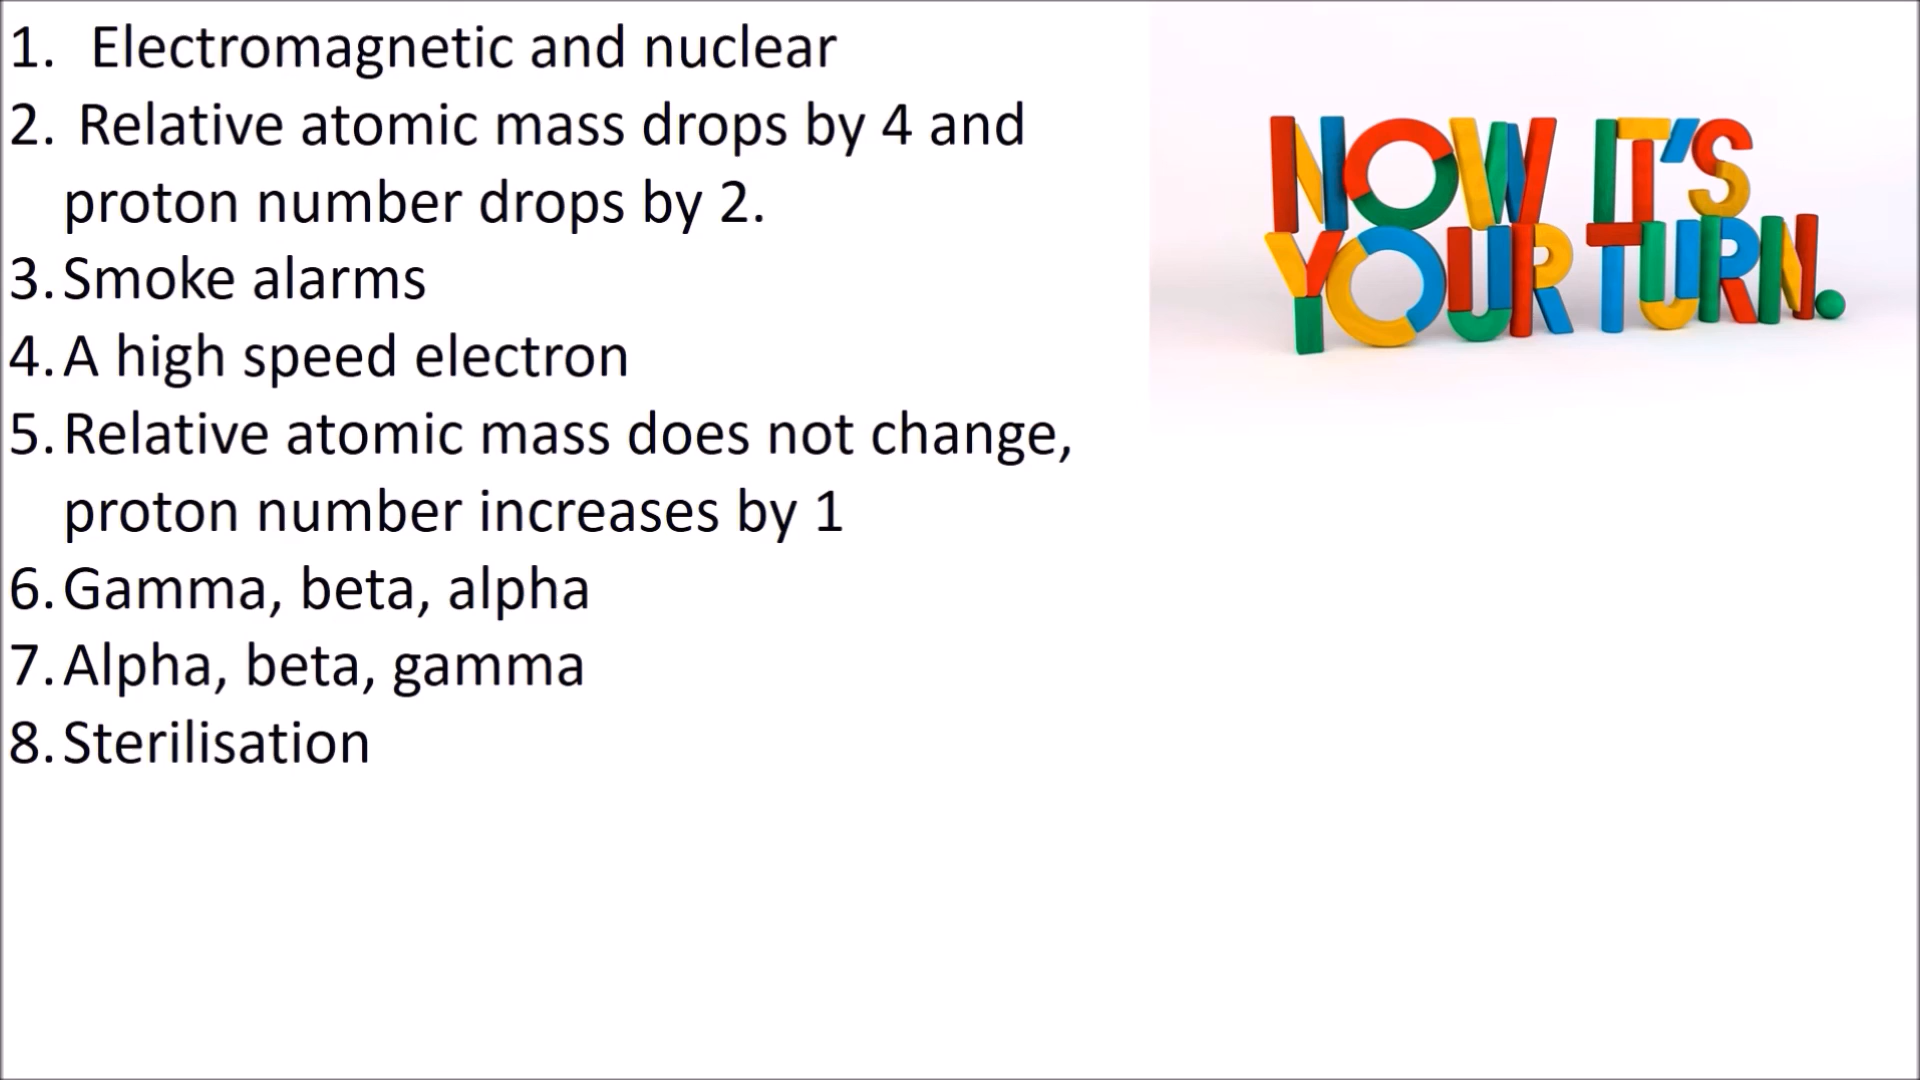 1. Electromagnetic and nuclear
2. Relative atomic mass drops by 4 and
proton number drops by 2.
3. Smoke alarms
4. A high speed electron
5. Relative atomic mass does not change,
proton number increases by 1
6. Gamma, beta, alpha
7. Alpha, beta, gamma
8. Sterilisation
NOW IT'S
YOUR TURN.